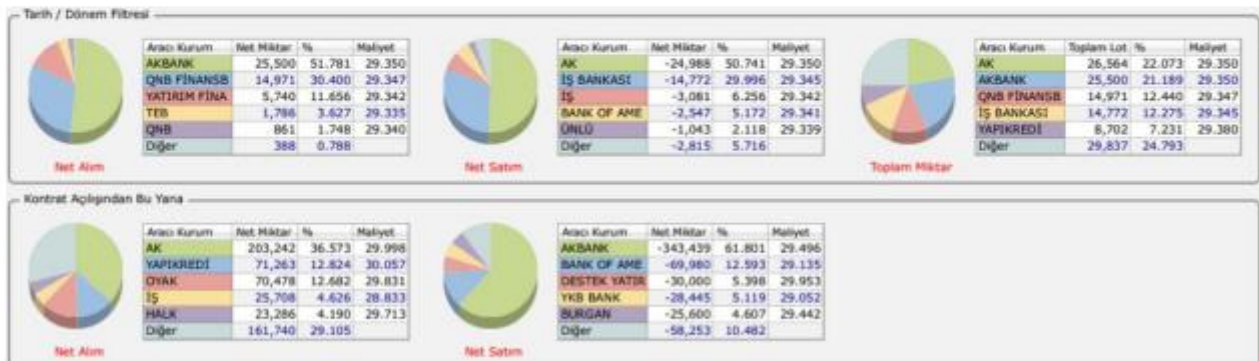 Tarih / Dönem Filtresi
Aracı Kurum Net Miktar % Maliyet
AKBANK 25,500 51.781 29.350
QNB FİNANSB 14,971 30.400 29.347
YATIRIM FİNA 5,740 11.656 29.342
TEB 1,786 3.627 29.335
QNB 861 1.748 29.340
Diğer 388 0.788
Net Alım
Aracı Kurum Net Miktar % Maliyet
AK -24,988 50.741 29.350
İŞ BANKASI -14,772 29.996 29.345
İŞ -3,081 6.256 29.342
BANK OF AME -2,547 5.172 29.341
ÜNLÜ -1,043 2.118 29.339
Diğer -2,815 5.716
Net Satım
Aracı Kurum Toplam Lot % Maliyet
AK 26,564 22.073 29.350
AKBANK 25,500 21.189 29.350
QNB FİNANSB 14,971 12.440 29.347
İŞ BANKASI 14,772 12.275 29.345
YAPIKREDİ 8,702 7.231 29.380
Diğer 29,837 24.793
Toplam Miktar
Kontrat Açılışından Bu Yana
Aracı Kurum Net Miktar % Maliyet
AK 203,242 36.573 29.998
YAPIKREDİ 71,263 12.824 30.057
OYAK 70,478 12.682 29.831
İŞ 25,708 4.626 28.833
HALK 23,286 4.190 29.713
Diğer 161,740 29.105
Net Alım
Aracı Kurum Net Miktar % Maliyet
AKBANK -343,439 61.801 29.496
BANK OF AME -69,980 12.593 29.135
DESTEK YATIR -30,000 5.398 29.953
YKB BANK -28,445 5.119 29.052
BURGAN -25,600 4.607 29.442
Diğer -58,253 10.482
Net Satım